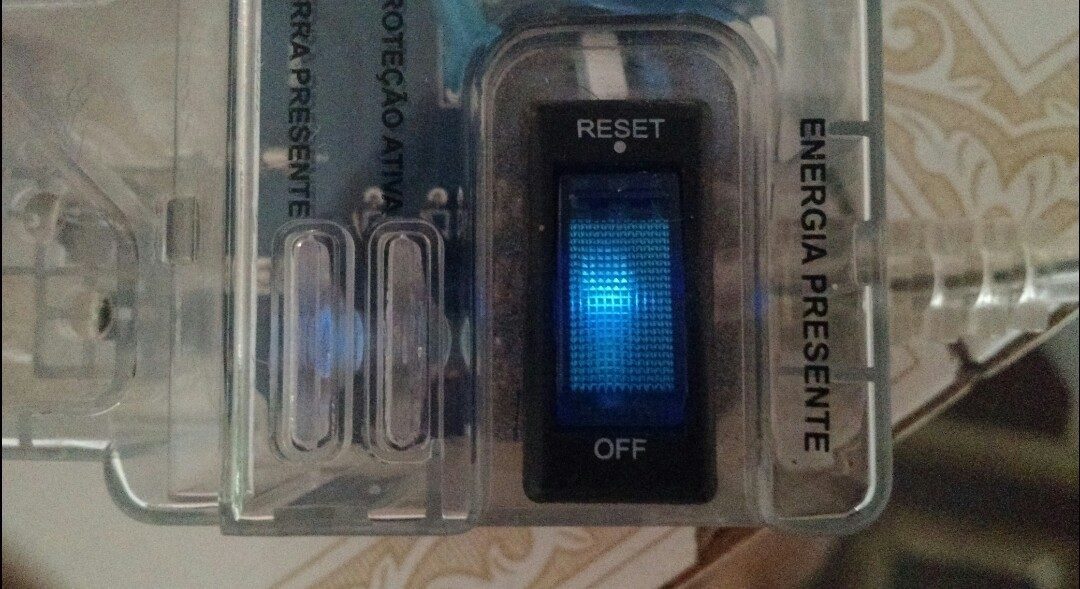 RRA PRESENTE
ROTEÇÃO ATIVA
RESET
OFF
ENERGIA PRESENTE